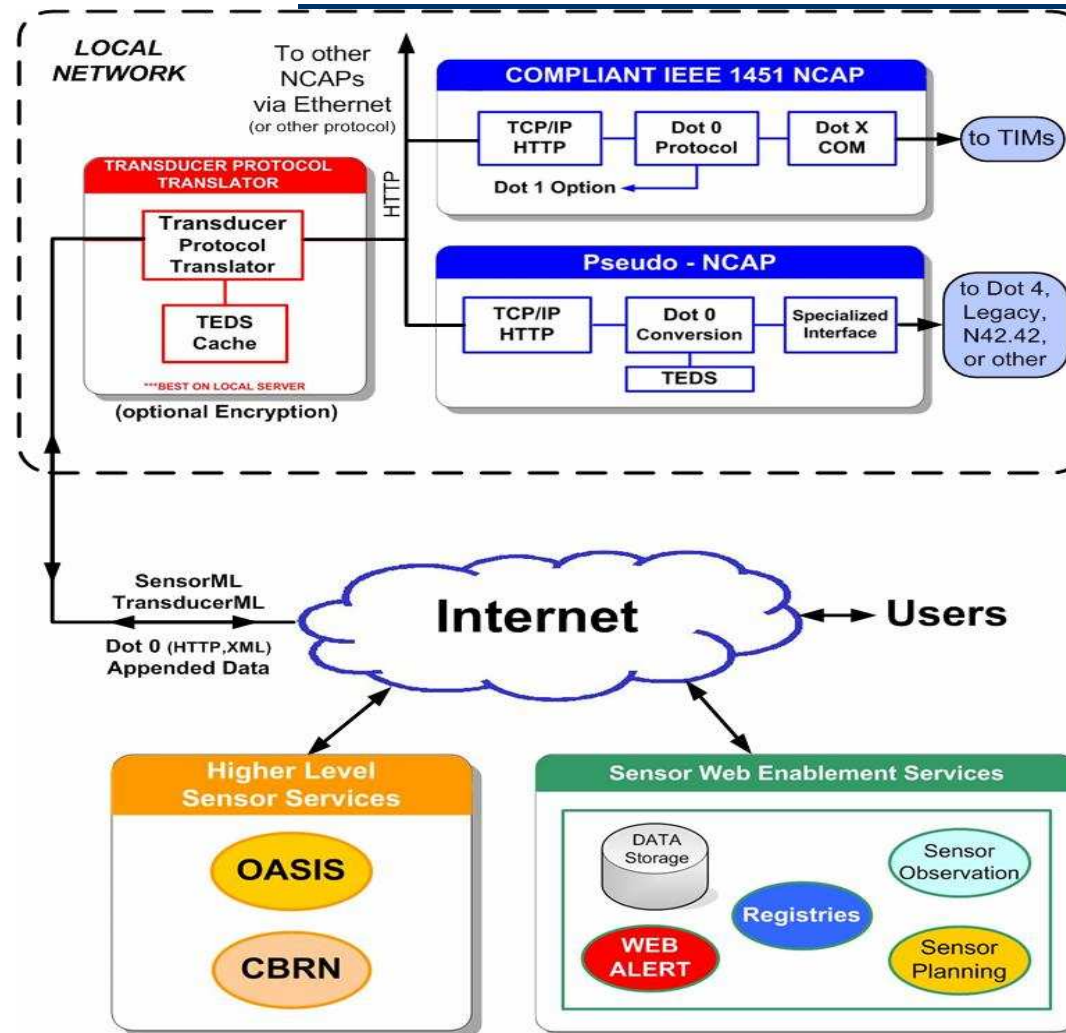 LOCAL
NETWORK
To other
NCAPs
via Ethernet
(or other protocol)
HTTP
TRANSDUCER PROTOCOL
TRANSLATOR
Transducer
Protocol
Translator
TEDS
Cache
***BEST ON LOCAL SERVER
(optional Encryption)
COMPLIANT IEEE 1451 NCAP
TCP/IP
HTTP
Dot 0
Protocol
Dot X
COM
Dot 1 Option
to TIMs
Pseudo - NCAP
TCP/IP
HTTP
Dot 0
Conversion
Specialized
Interface
TEDS
to Dot 4,
Legacy,
N42.42,
or other
SensorML
TransducerML
Dot 0 (HTTP,XML)
Appended Data
Internet
Users
Higher Level
Sensor Services
OASIS
CBRN
Sensor Web Enablement Services
DATA
Storage
Sensor
Observation
Registries
WEB
ALERT
Sensor
Planning